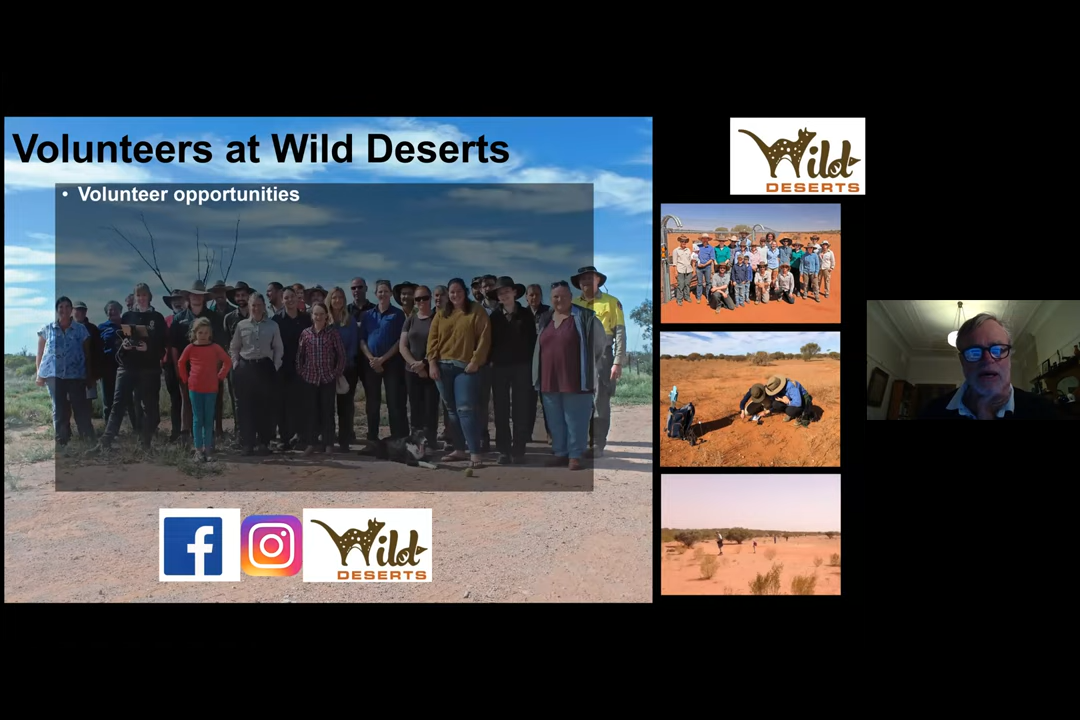 Volunteers at Wild Deserts
• Volunteer opportunities
Wild
DESERTS
Wild
DESERTS